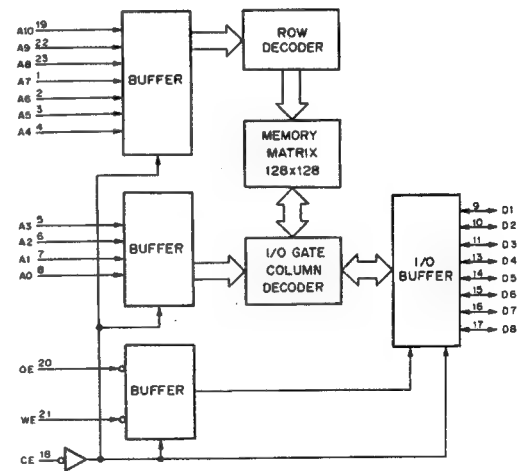 A10 19
A9 22
A8 23
A7 1
A6 2
A5 3
A4 4
BUFFER
ROW
DECODER
MEMORY
MATRIX
128x128
A3 5
A2 6
A1 7
A0 8
BUFFER
I/O GATE
COLUMN
DECODER
I/O
BUFFER
9 D1
10 D2
11 D3
13 D4
14 D5
15 D6
16 D7
17 D8
OE 20
WE 21
BUFFER
CE 18